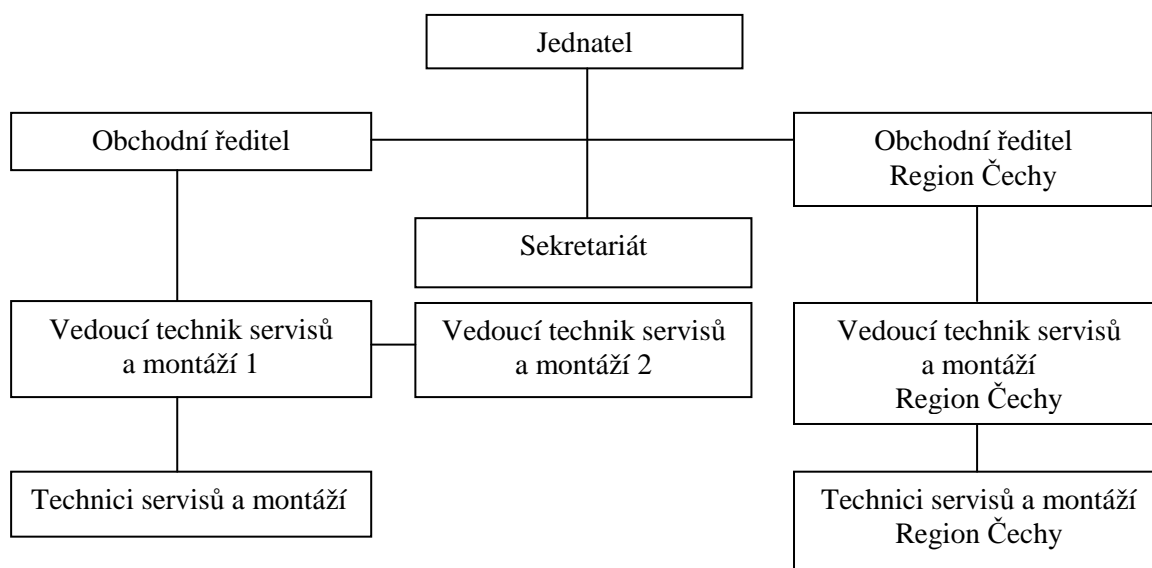 Jednatel
Obchodní ředitel
Obchodní ředitel
Region Čechy
Sekretariát
Vedoucí technik servisů
a montáží 1
Vedoucí technik servisů
a montáží 2
Vedoucí technik servisů
a montáží
Region Čechy
Technici servisů a montáží
Technici servisů a montáží
Region Čechy